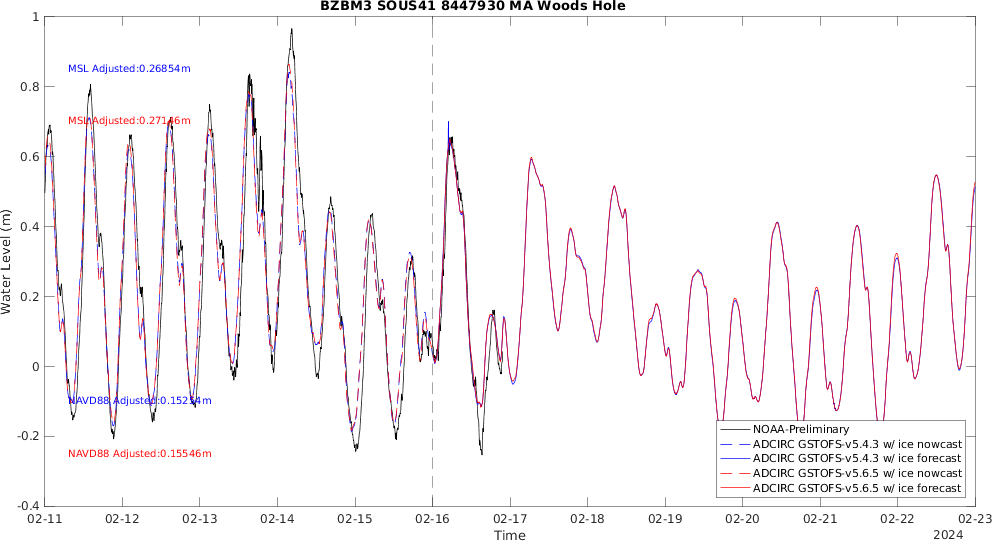 BZBM3 SOUS41 8447930 MA Woods Hole
MSL Adjusted:0.26854m
MSL Adjusted:
NAVD88 Adjusted:
NAVD88 Adjusted:0.15546m
Water Level (m)
1
0.8
0.6
0.4
0.2
0
-0.2
-0.4
NOAA-Preliminary
ADCIRC GSTOFS-v5.4.3 w/ ice nowcast
ADCIRC GSTOFS-v5.4.3 w/ ice forecast
ADCIRC GSTOFS-v5.6.5 w/ ice nowcast
ADCIRC GSTOFS-v5.6.5 w/ ice forecast
02-11 02-12 02-13 02-14 02-15 02-16 02-17 02-18 02-19 02-20 02-21 02-22 02-23
Time
2024